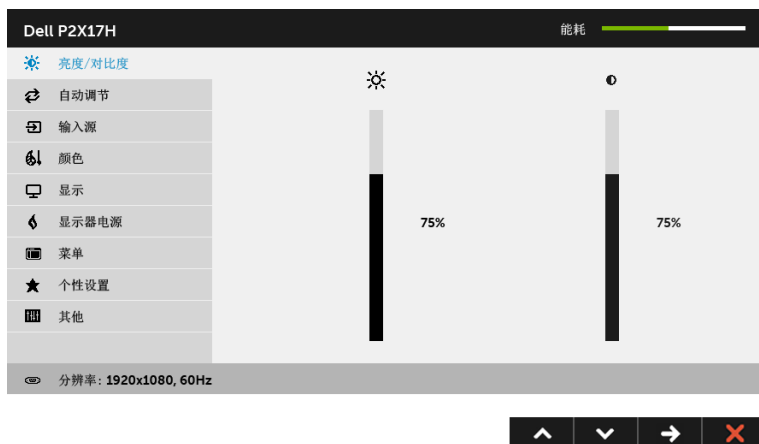 Dell P2X17H
能耗
亮度/对比度
自动调节
输入源
颜色
显示
显示器电源
菜单
个性设置
其他
75%
75%
分辨率: 1920x1080, 60Hz